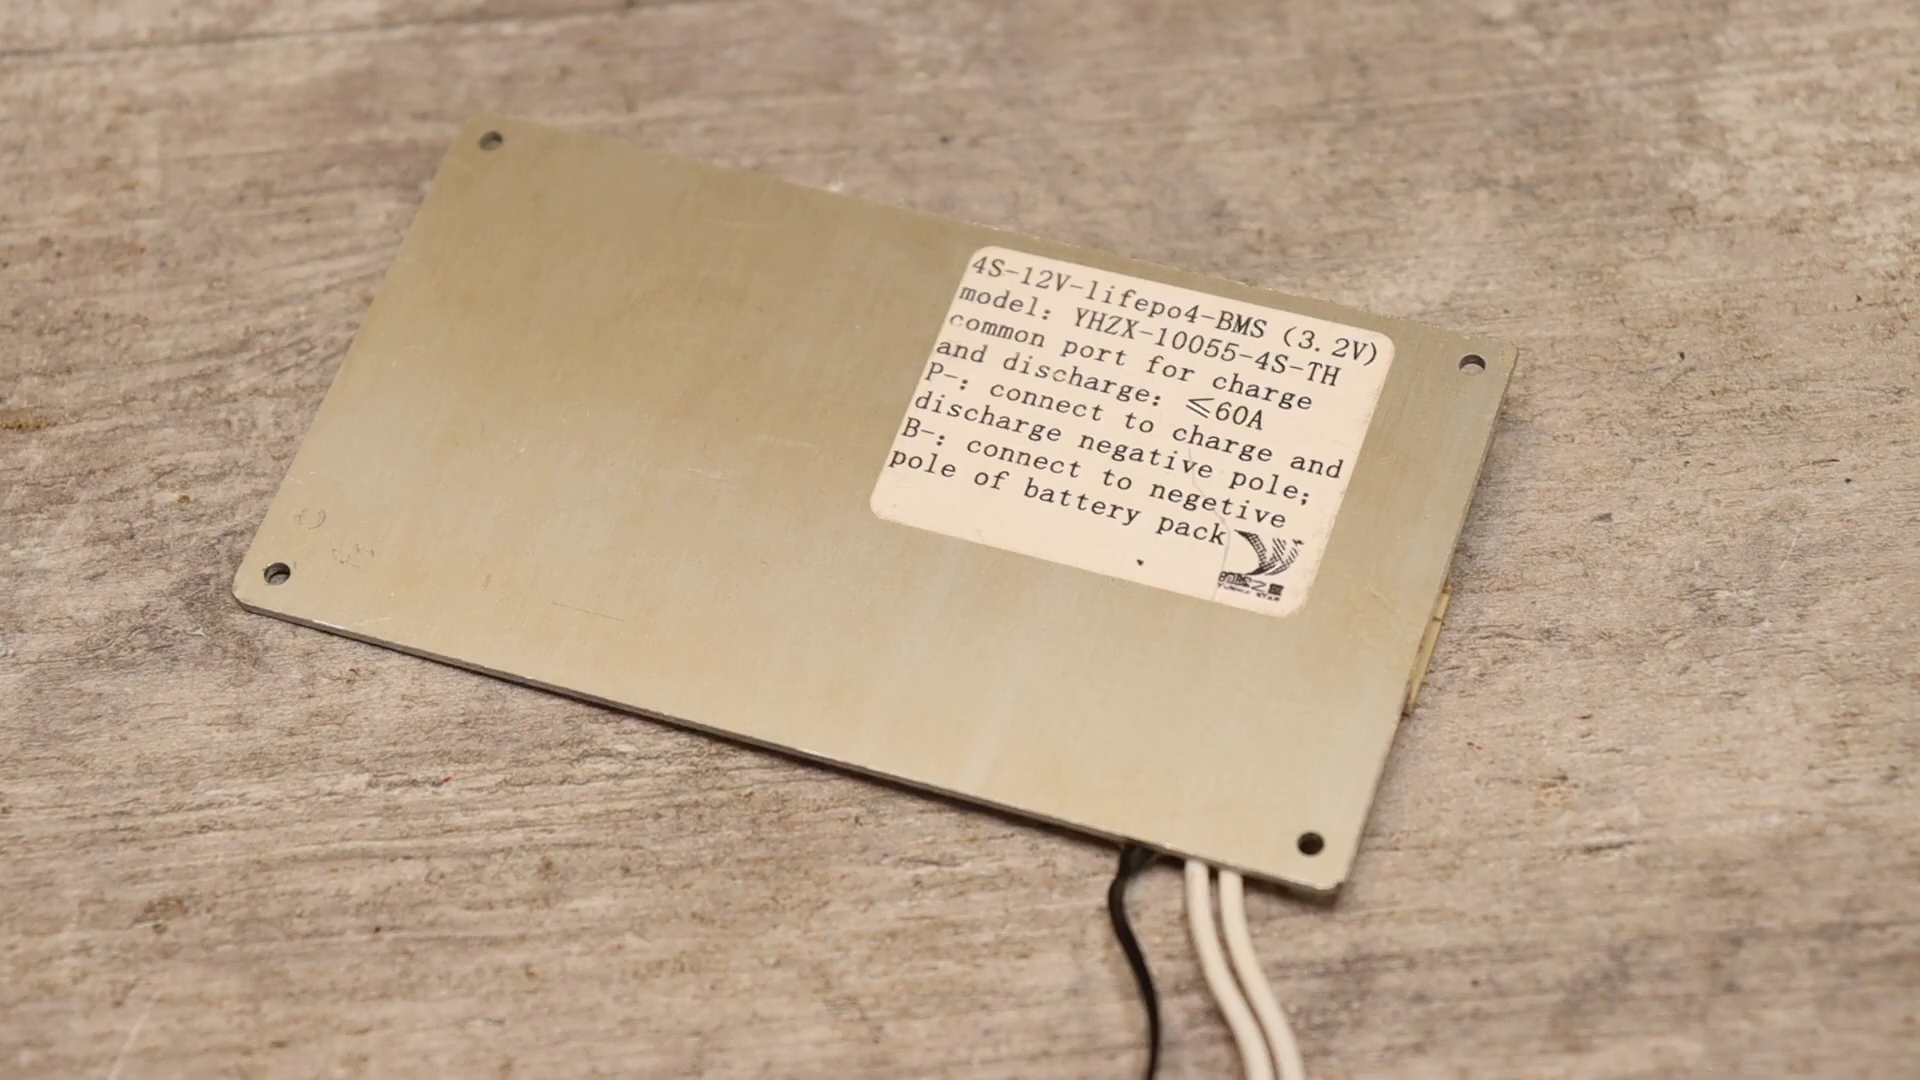 4S-12V-lifepo4-BMS (3.2V)
model: YHZX-10055-4S-TH
common port for charge
and discharge: ≤60A
P-: connect to charge and
discharge negative pole;
B-: connect to negetive
pole of battery pack